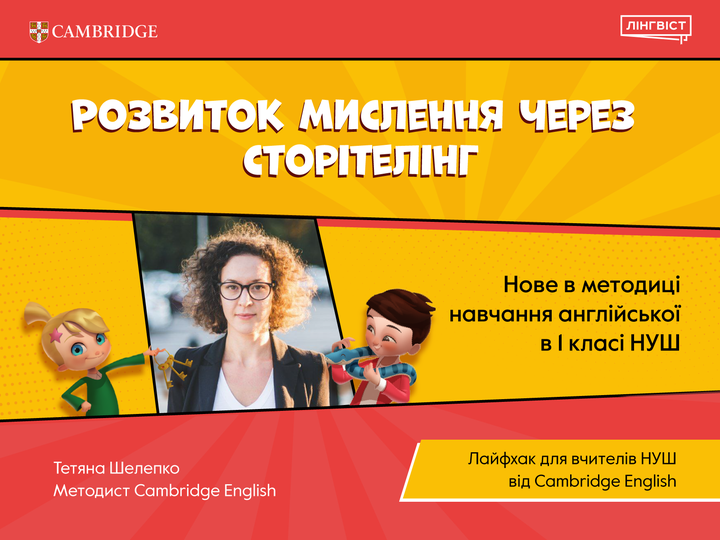 CAMBRIDGE
ЛІНГВІСТ
РОЗВИТОК МИСЛЕННЯ ЧЕРЕЗ
СТОРІТЕЛІНГ
Нове в методиці
навчання англійської
в 1 класі НУШ
Тетяна Шелепко
Методист Cambridge English
Лайфхак для вчителів НУШ
від Cambridge English